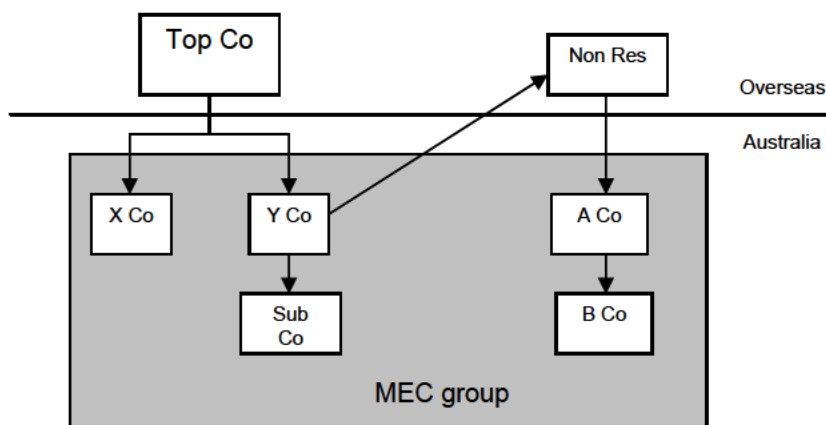 Top Co
Non Res
Overseas
Australia
X Co
Y Co
A Co
Sub
Co
B Co
MEC group